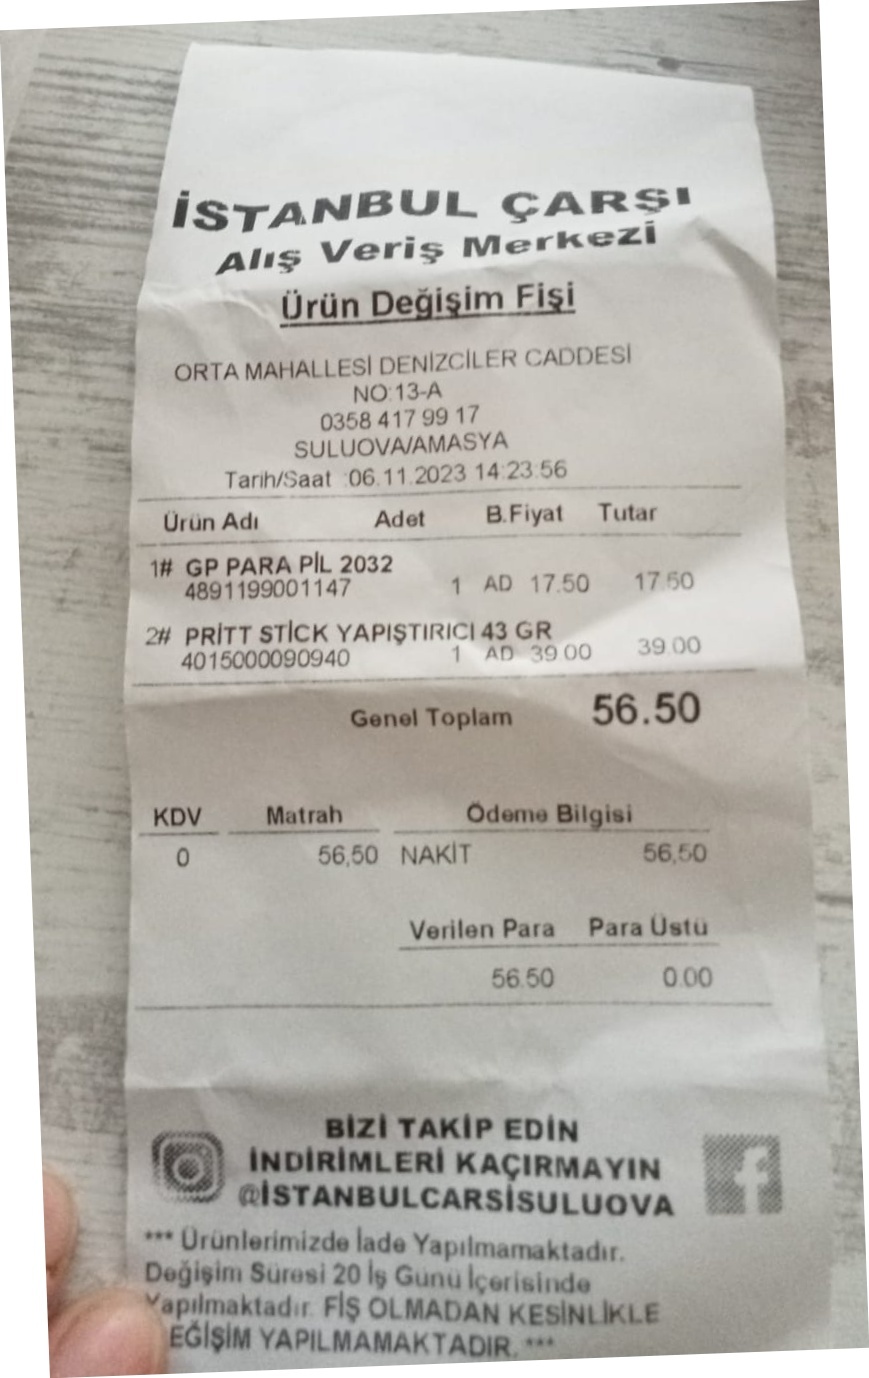 İSTANBUL ÇARŞI
Alış Veriş Merkezi
Ürün Değişim Fişi
ORTA MAHALLESİ DENİZCİLER CADDESİ
NO:13-A
0358 417 99 17
SULUOVA/AMASYA
Tarih/Saat :06.11.2023 14:23:56
Ürün Adı Adet B.Fiyat Tutar
1# GP PARA PİL 2032
4891199001147 1 AD 17.50 17.50
2# PRİTT STİCK YAPIŞTIRICI 43 GR
4015000090940 1 AD 39.00 39.00
Genel Toplam 56.50
KDV Matrah Ödeme Bilgisi
0 56,50 NAKİT 56,50
Verilen Para Para Üstü
56.50 0.00
BİZİ TAKİP EDİN
İNDİRİMLERİ KAÇIRMAYIN
@İSTANBULCARSİSULUOVA
*** Ürünlerimizde İade Yapılmamaktadır.
Değişim Süresi 20 İş Günü İçerisinde
Yapılmaktadır. FİŞ OLMADAN KESİNLİKLE
EĞİŞİM YAPILMAMAKTADIR. ***